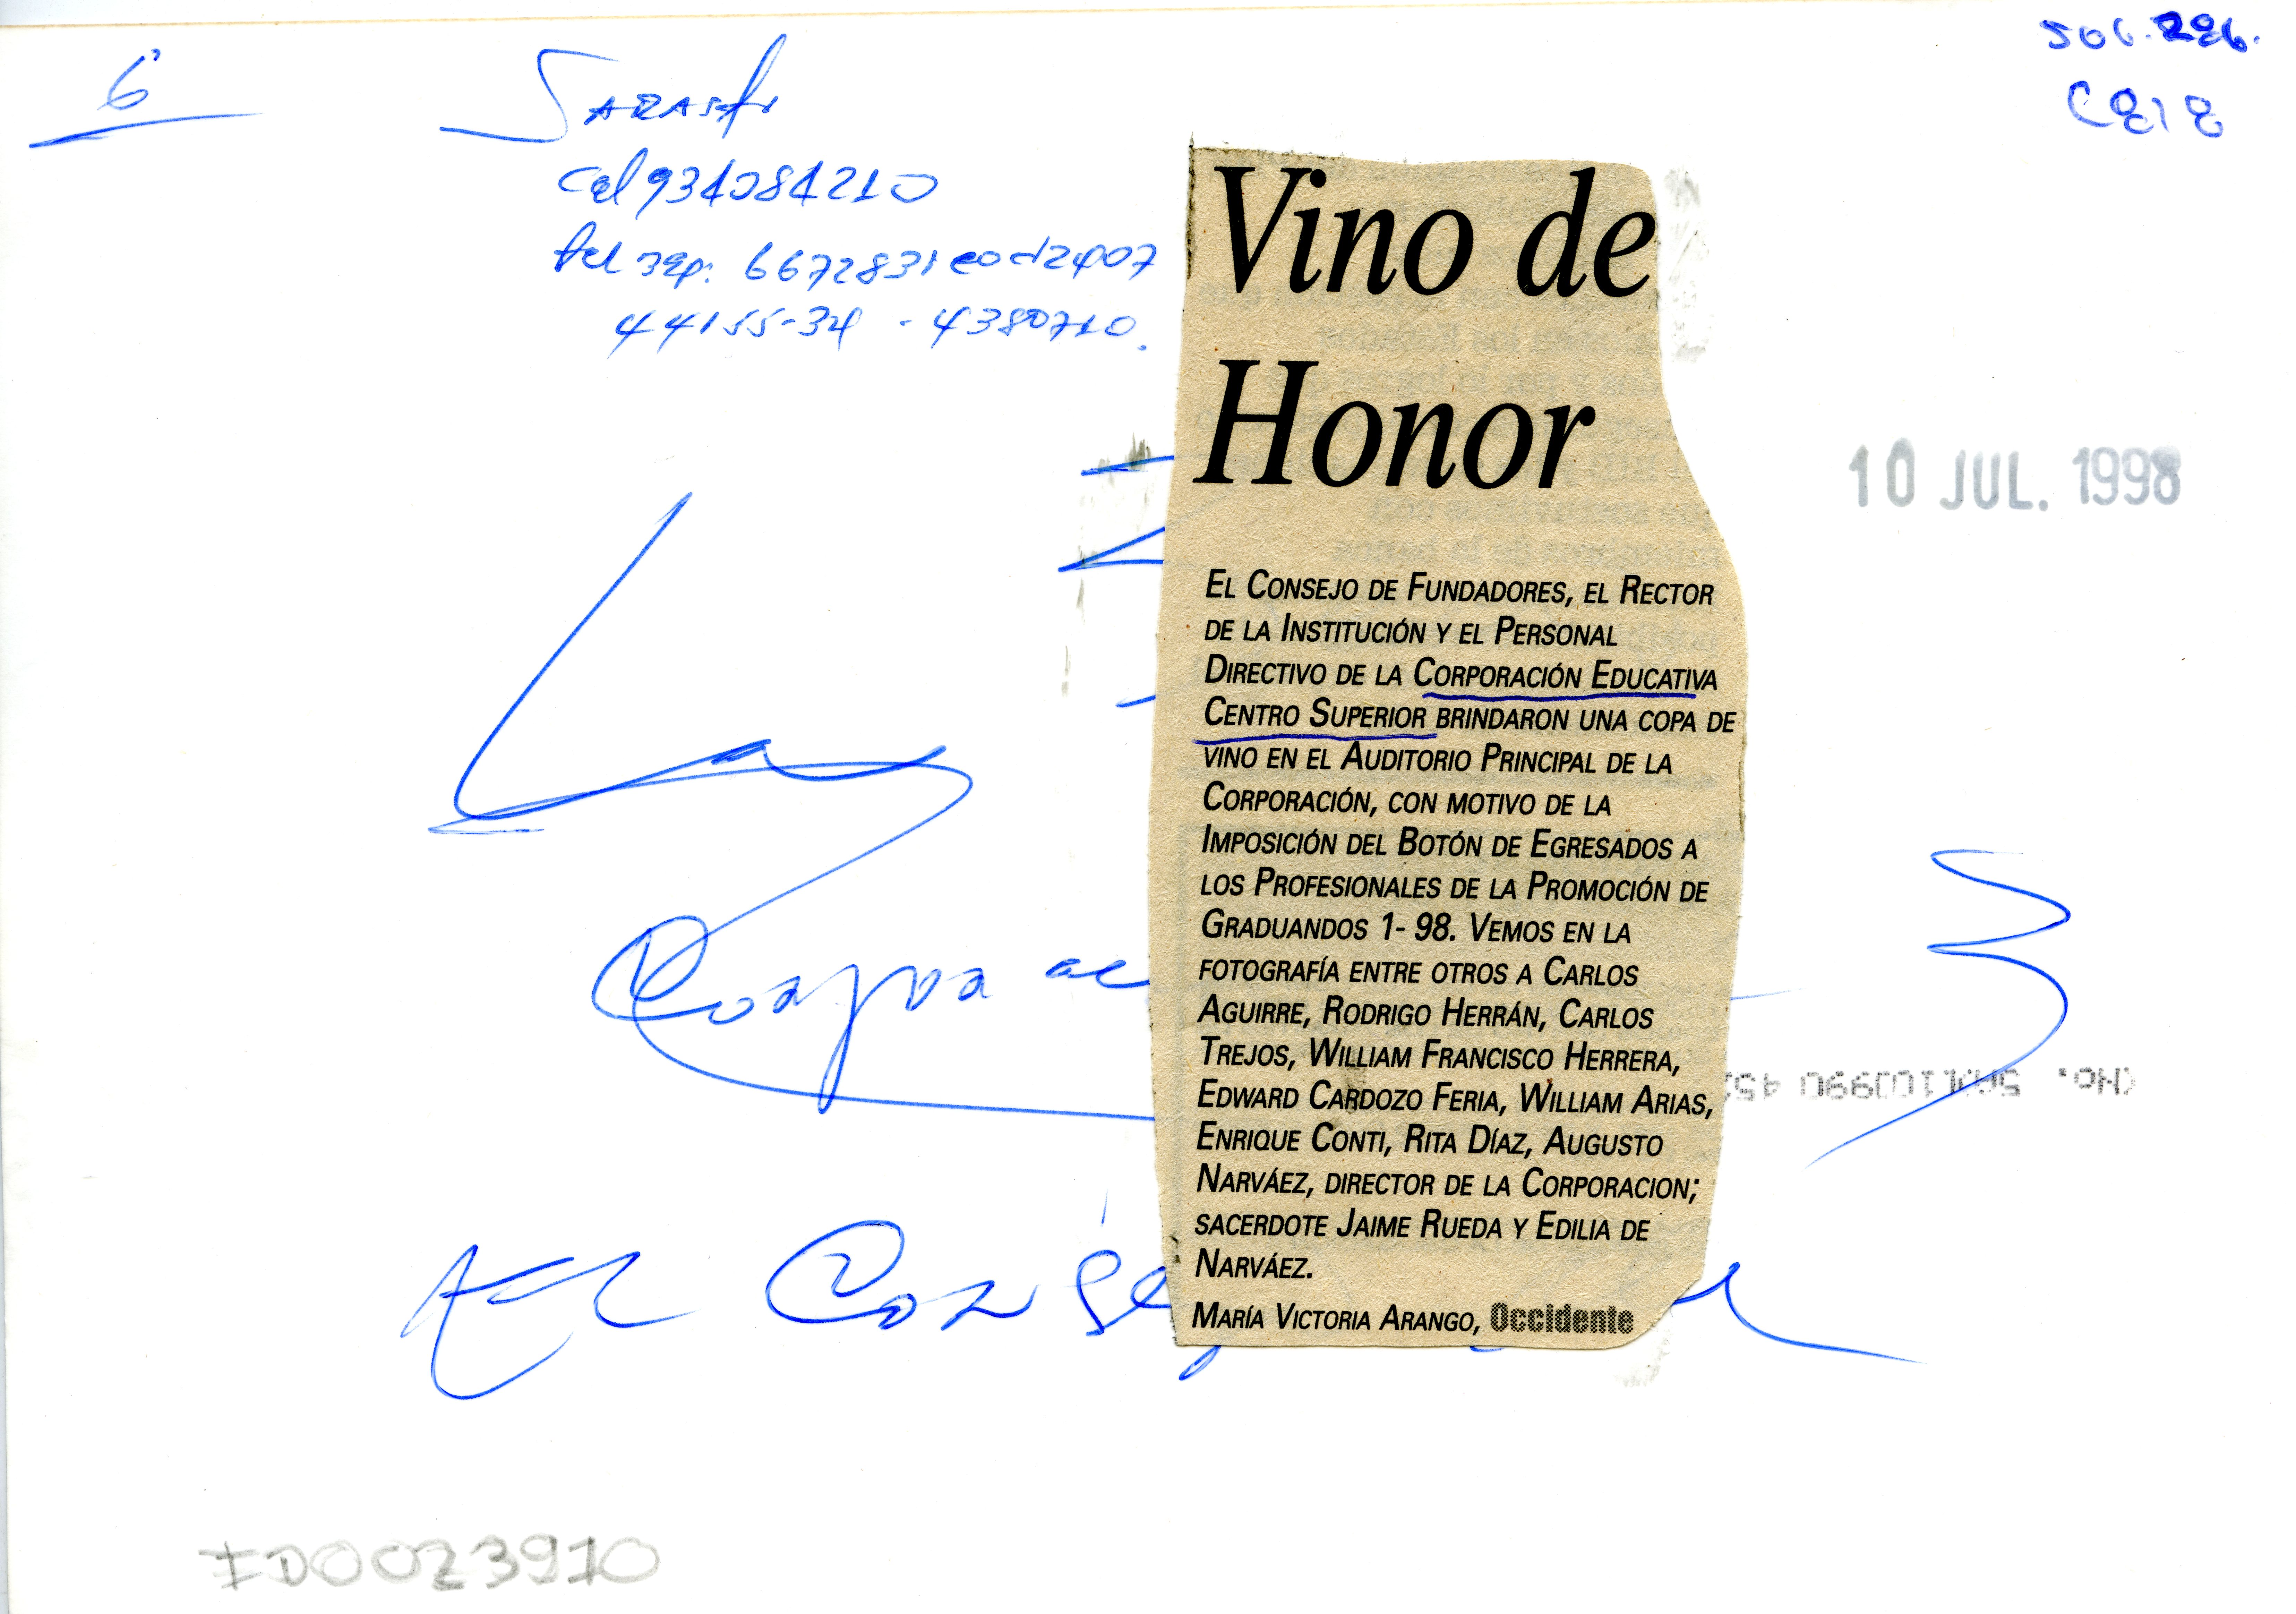 6
Sarasti
Cel 934084210
tel sep: 6672831 cod 2407
44155-34 - 4380710.
SOC. 286.
C818
Vino de
Honor
10 JUL. 1998
EL CONSEJO DE FUNDADORES, EL RECTOR
DE LA INSTITUCIÓN Y EL PERSONAL
DIRECTIVO DE LA CORPORACIÓN EDUCATIVA
CENTRO SUPERIOR BRINDARON UNA COPA DE
VINO EN EL AUDITORIO PRINCIPAL DE LA
CORPORACIÓN, CON MOTIVO DE LA
IMPOSICIÓN DEL BOTÓN DE EGRESADOS A
LOS PROFESIONALES DE LA PROMOCIÓN DE
GRADUANDOS 1- 98. VEMOS EN LA
FOTOGRAFÍA ENTRE OTROS A CARLOS
AGUIRRE, RODRIGO HERRÁN, CARLOS
TREJOS, WILLIAM FRANCISCO HERRERA,
EDWARD CARDOZO FERIA, WILLIAM ARIAS,
ENRIQUE CONTI, RITA DÍAZ, AUGUSTO
NARVÁEZ, DIRECTOR DE LA CORPORACION;
SACERDOTE JAIME RUEDA Y EDILIA DE
NARVÁEZ.
MARÍA VICTORIA ARANGO, Occidente
ID0023910